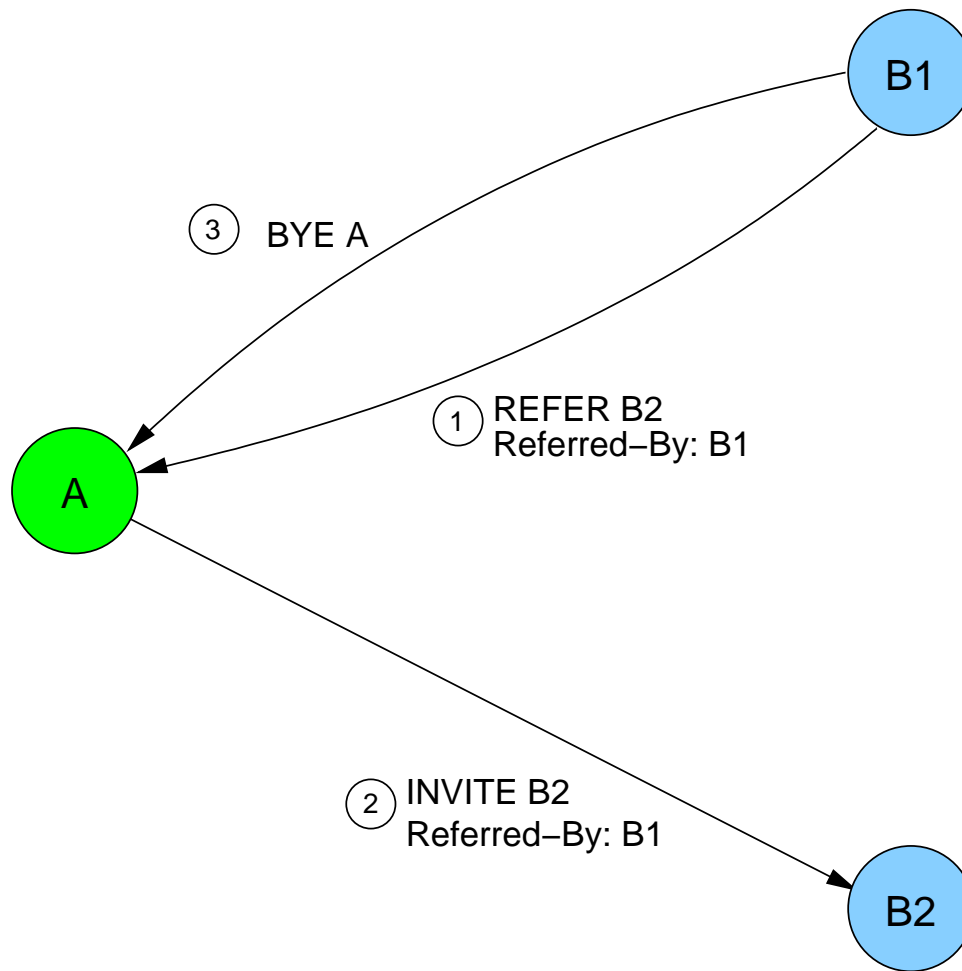 B1
3 BYE A
1 REFER B2
Referred–By: B1
A
2 INVITE B2
Referred–By: B1
B2